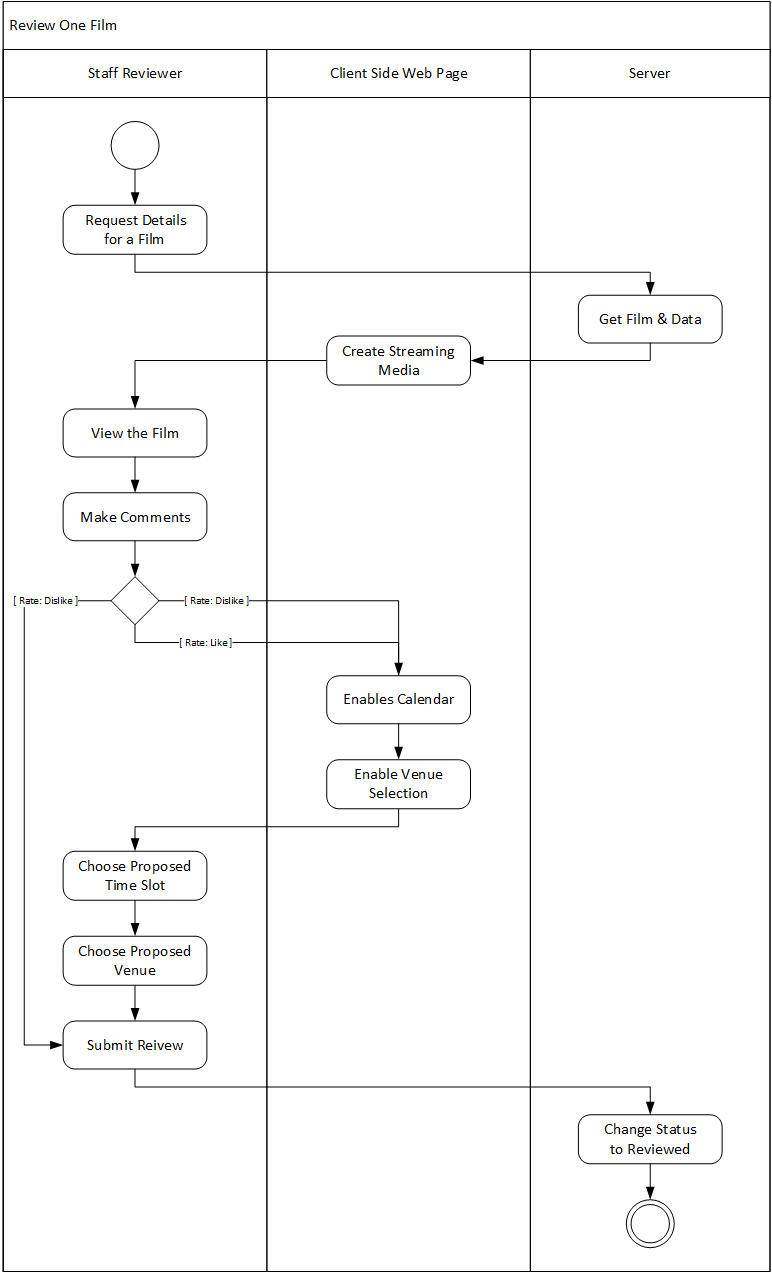 Review One Film
Staff Reviewer
Client Side Web Page
Server
Request Details
for a Film
Get Film & Data
Create Streaming
Media
View the Film
Make Comments
[ Rate: Dislike ]
[ Rate: Dislike ]
[ Rate: Like ]
Enables Calendar
Enable Venue
Selection
Choose Proposed
Time Slot
Choose Proposed
Venue
Submit Reivew
Change Status
to Reviewed